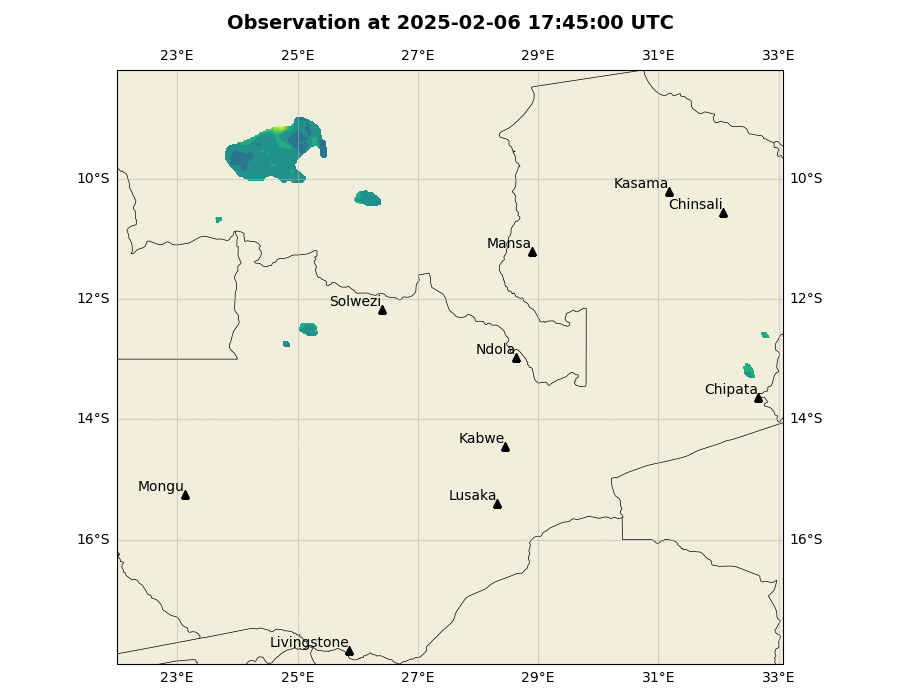 Observation at 2025-02-06 17:45:00 UTC
23°E 25°E 27°E 29°E 31°E 33°E
10°S 10°S
Kasama
Chinsali
Mansa
12°S 12°S
Solwezi
Ndola
Chipata
14°S 14°S
Kabwe
Mongu
Lusaka
16°S 16°S
Livingstone
23°E 25°E 27°E 29°E 31°E 33°E